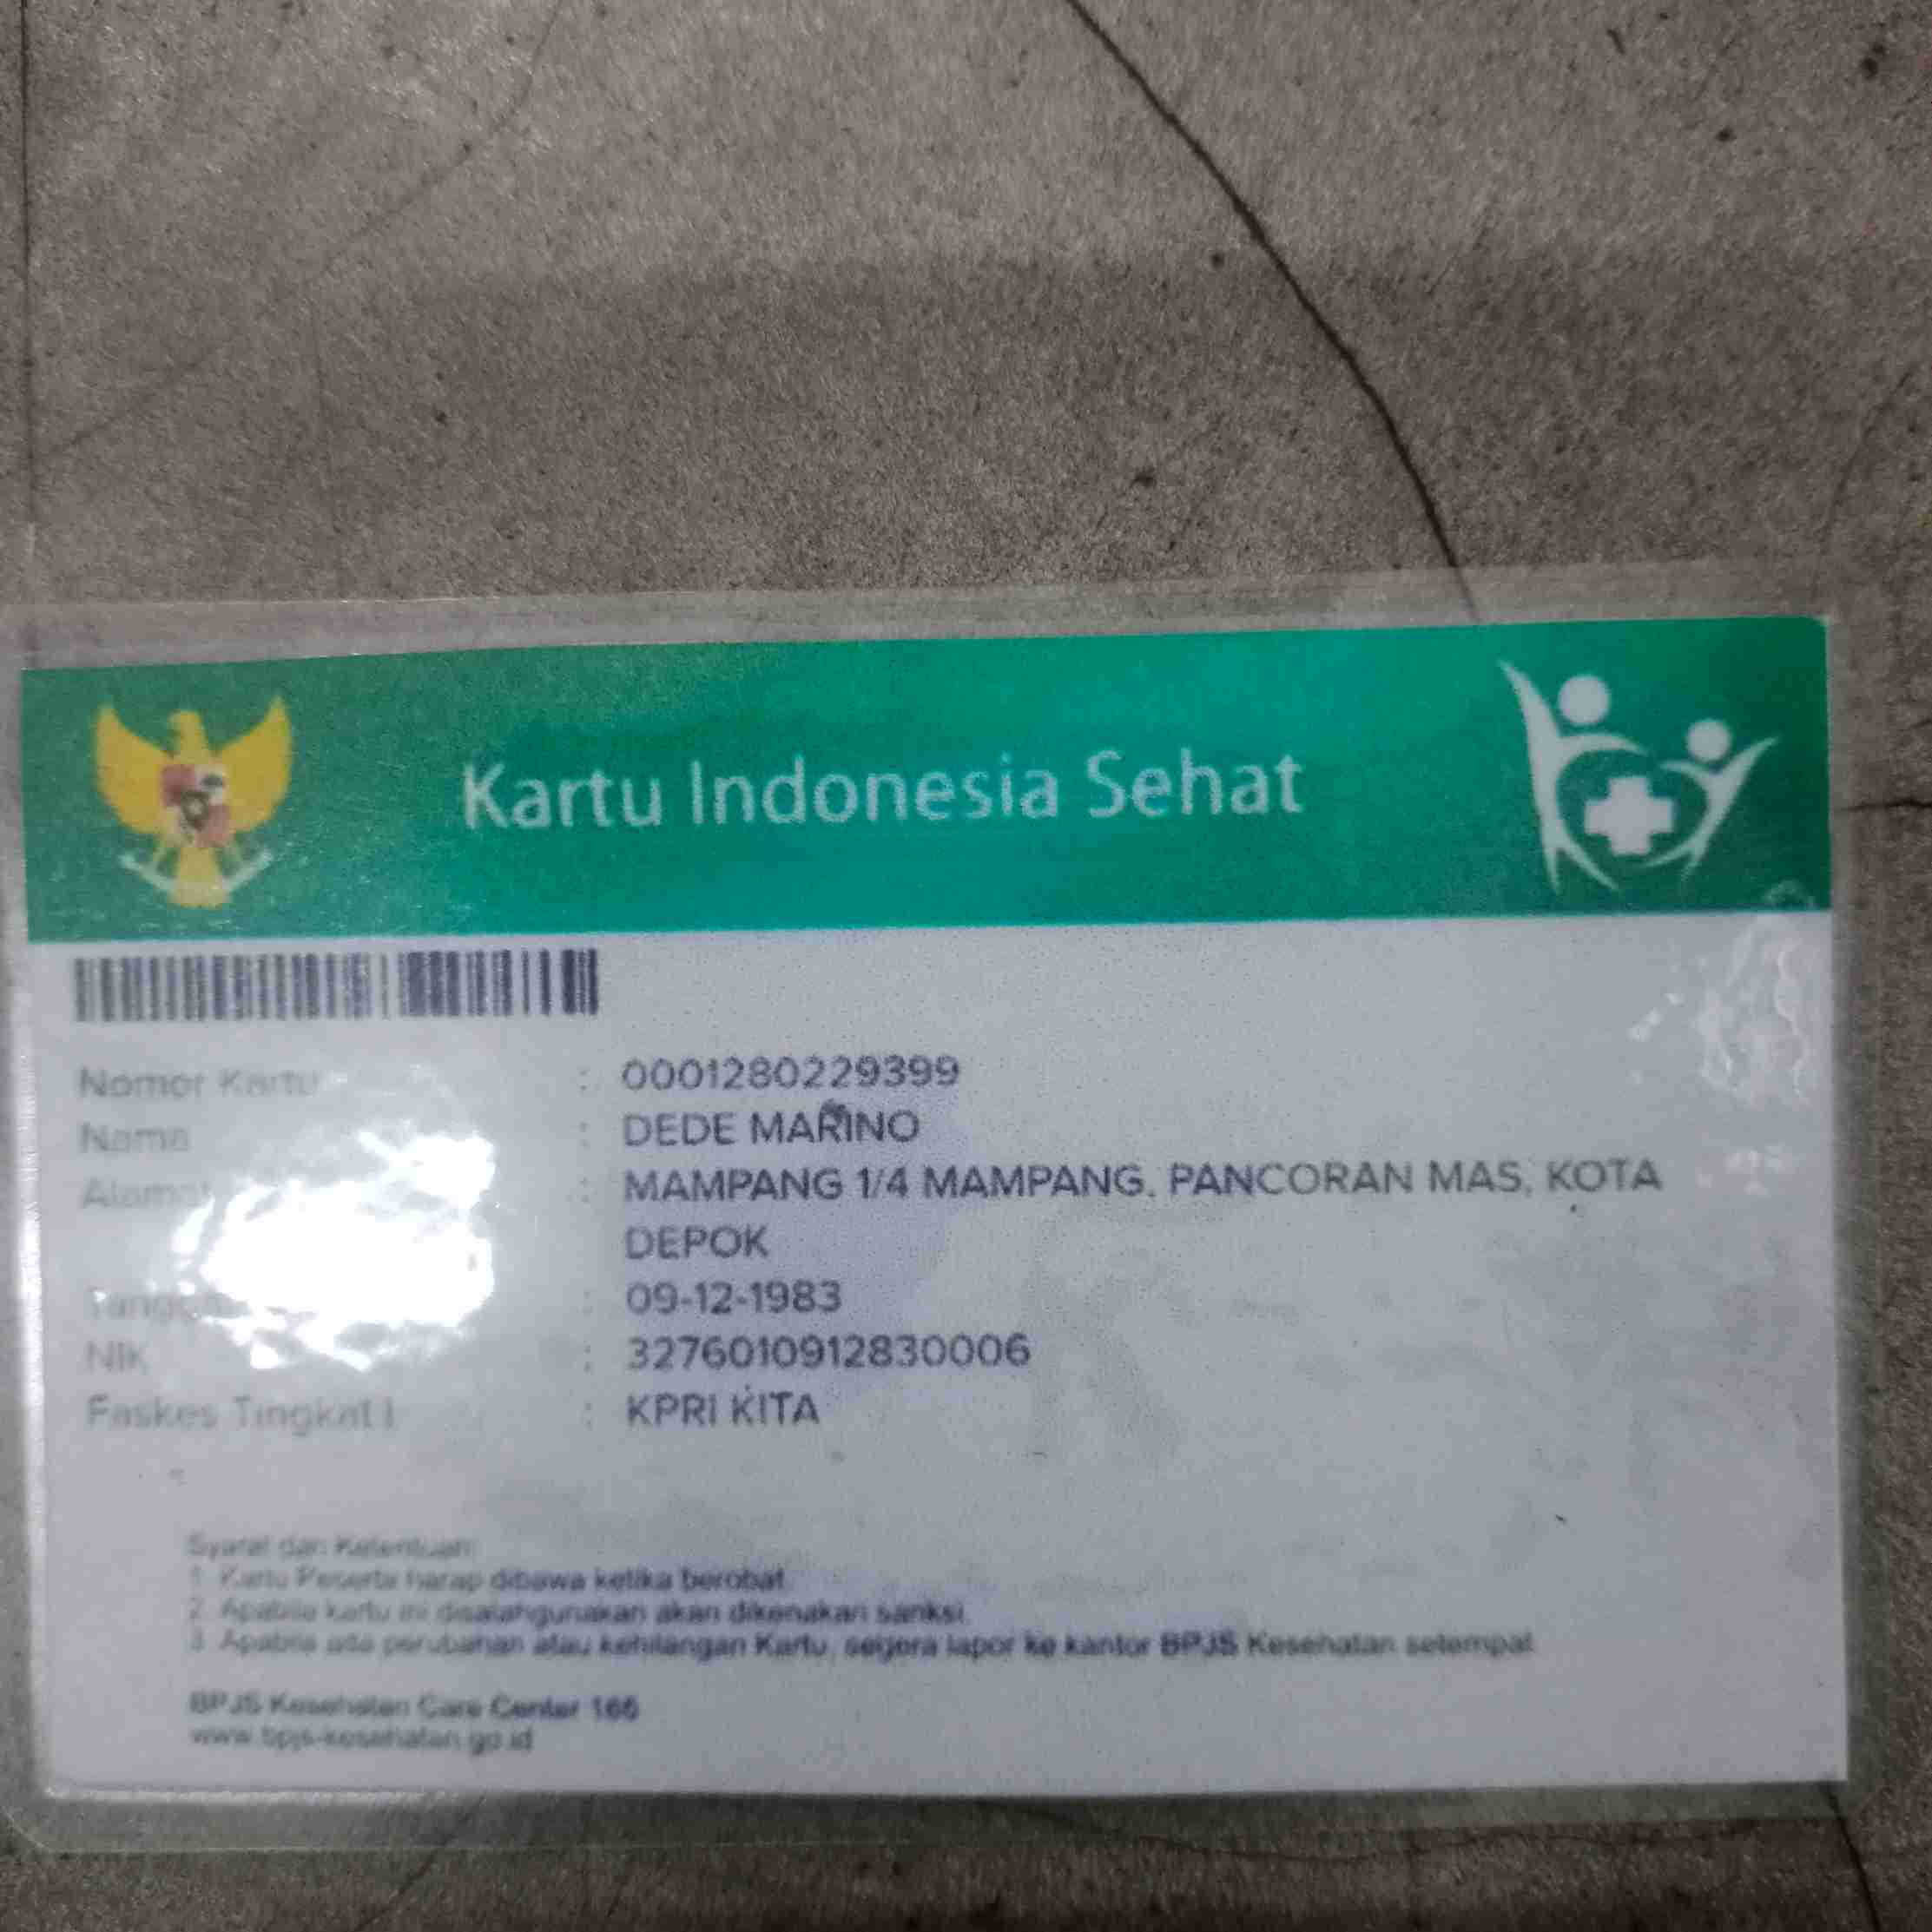 Kartu Indonesia Sehat
Nomor Kartu : 0001280229399
Nama : DEDE MARINO
Alamat : MAMPANG 1/4 MAMPANG, PANCORAN MAS, KOTA
DEPOK
: 09-12-1983
NIK : 3276010912830006
Faskes Tingkat I : KPRI KITA
Syarat dan Ketentuan:
1. Kartu Peserta harap dibawa ketika berobat.
2. Apabila kartu ini disalahgunakan akan dikenakan sanksi.
3. Apabila ada perubahan atau kehilangan Kartu, segera lapor ke kantor BPJS Kesehatan setempat
BPJS Kesehatan Care Center 165
www.bpjs-kesehatan.go.id